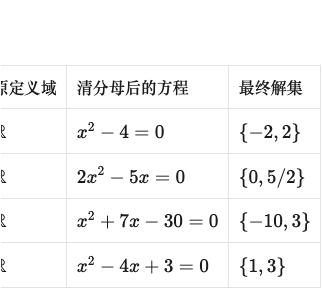 原定义域 清分母后的方程 最终解集
x² − 4 = 0 {−2, 2}
2x² − 5x = 0 {0, 5/2}
x² + 7x − 30 = 0 {−10, 3}
x² − 4x + 3 = 0 {1, 3}